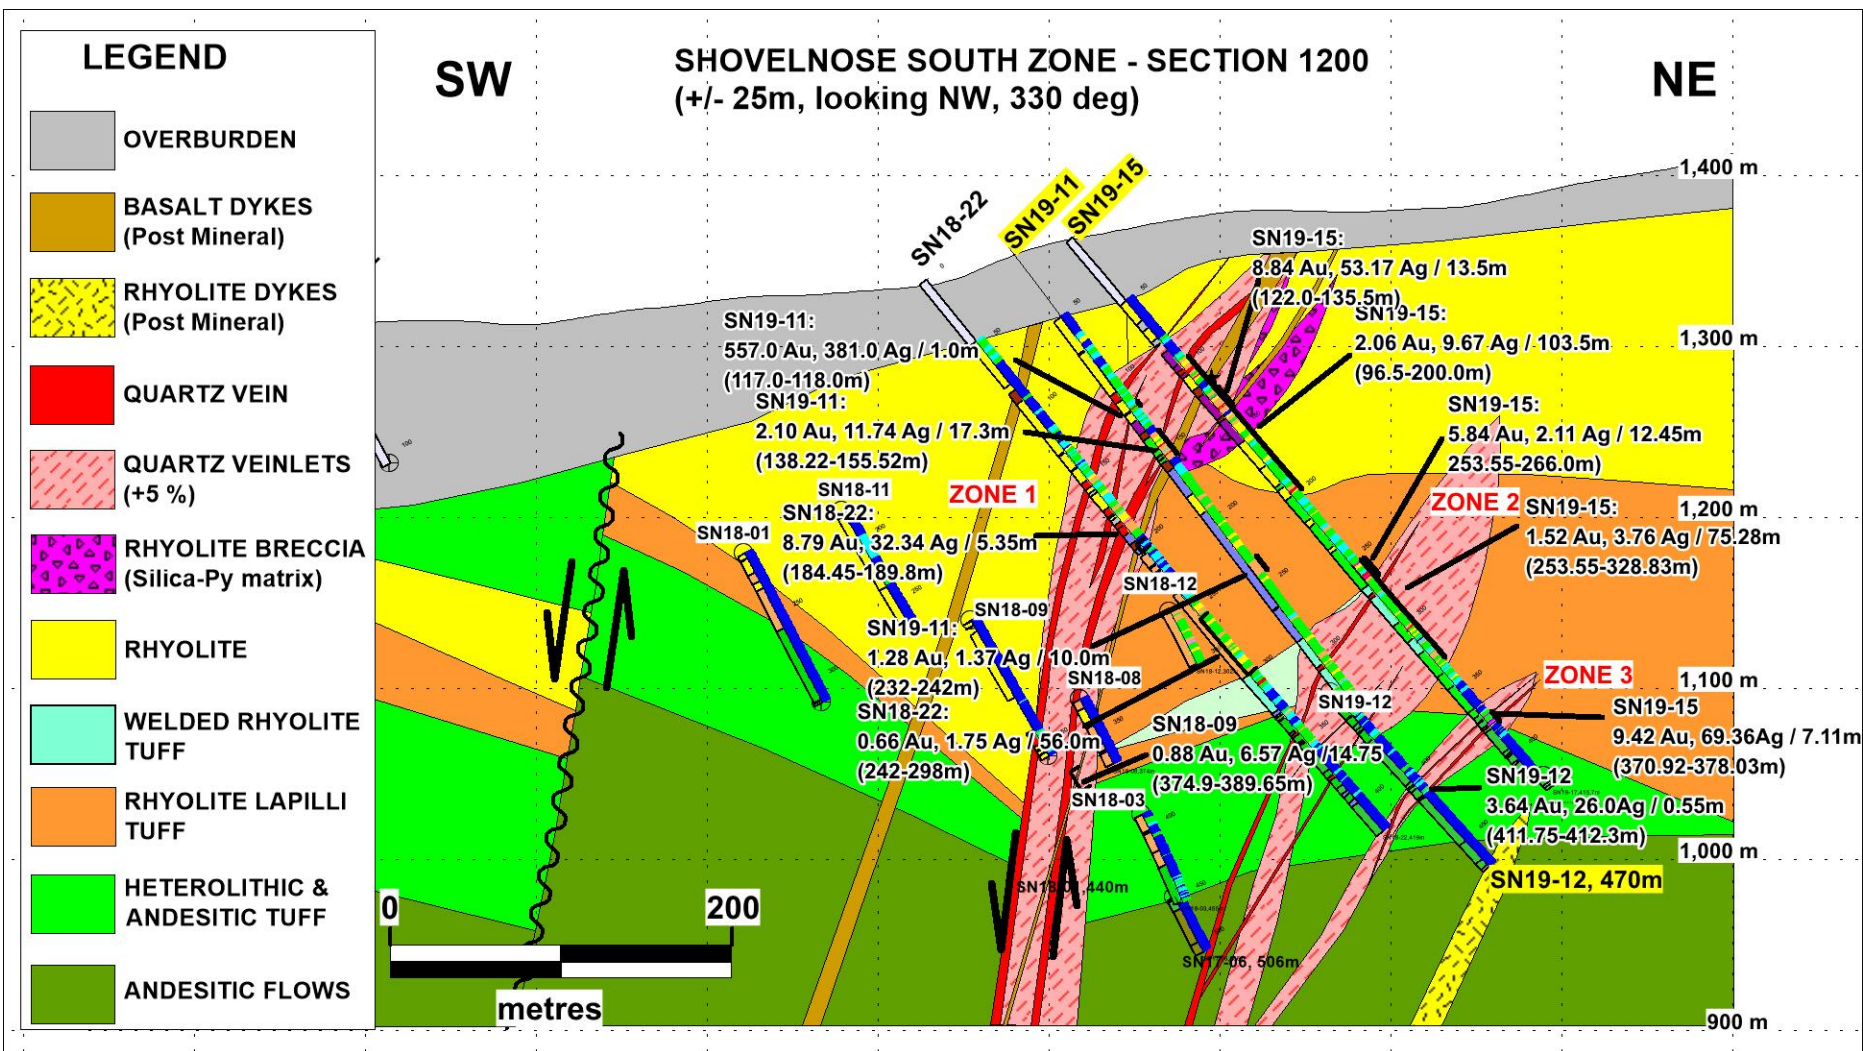 LEGEND
OVERBURDEN
BASALT DYKES
(Post Mineral)
RHYOLITE DYKES
(Post Mineral)
QUARTZ VEIN
QUARTZ VEINLETS
(+5 %)
RHYOLITE BRECCIA
(Silica-Py matrix)
RHYOLITE
WELDED RHYOLITE
TUFF
RHYOLITE LAPILLI
TUFF
HETEROLITHIC &
ANDESITIC TUFF
ANDESITIC FLOWS
SW
SHOVELNOSE SOUTH ZONE - SECTION 1200
(+/- 25m, looking NW, 330 deg)
NE
1,400 m
1,300 m
1,200 m
1,100 m
1,000 m
900 m
SN18-22
SN19-11
SN19-15
SN19-15:
8.84 Au, 53.17 Ag / 13.5m
(122.0-135.5m)
SN19-15:
2.06 Au, 9.67 Ag / 103.5m
(96.5-200.0m)
SN19-11:
557.0 Au, 381.0 Ag / 1.0m
(117.0-118.0m)
SN19-11:
2.10 Au, 11.74 Ag / 17.3m
(138.22-155.52m)
SN19-15:
5.84 Au, 2.11 Ag / 12.45m
253.55-266.0m)
ZONE 1
ZONE 2
SN19-15:
1.52 Au, 3.76 Ag / 75.28m
(253.55-328.83m)
SN18-11
SN18-22:
8.79 Au, 32.34 Ag / 5.35m
(184.45-189.8m)
SN18-01
SN18-12
SN18-09
SN19-11:
1.28 Au, 1.37 Ag / 10.0m
(232-242m)
SN18-08
SN18-22:
0.66 Au, 1.75 Ag / 56.0m
(242-298m)
SN19-12
SN18-09
0.88 Au, 6.57 Ag /14.75
(374.9-389.65m)
SN18-03
ZONE 3
SN19-15
9.42 Au, 69.36Ag / 7.11m
(370.92-378.03m)
SN19-12
3.64 Au, 26.0Ag / 0.55m
(411.75-412.3m)
SN19-12, 470m
SN17-06, 506m
0
200
metres